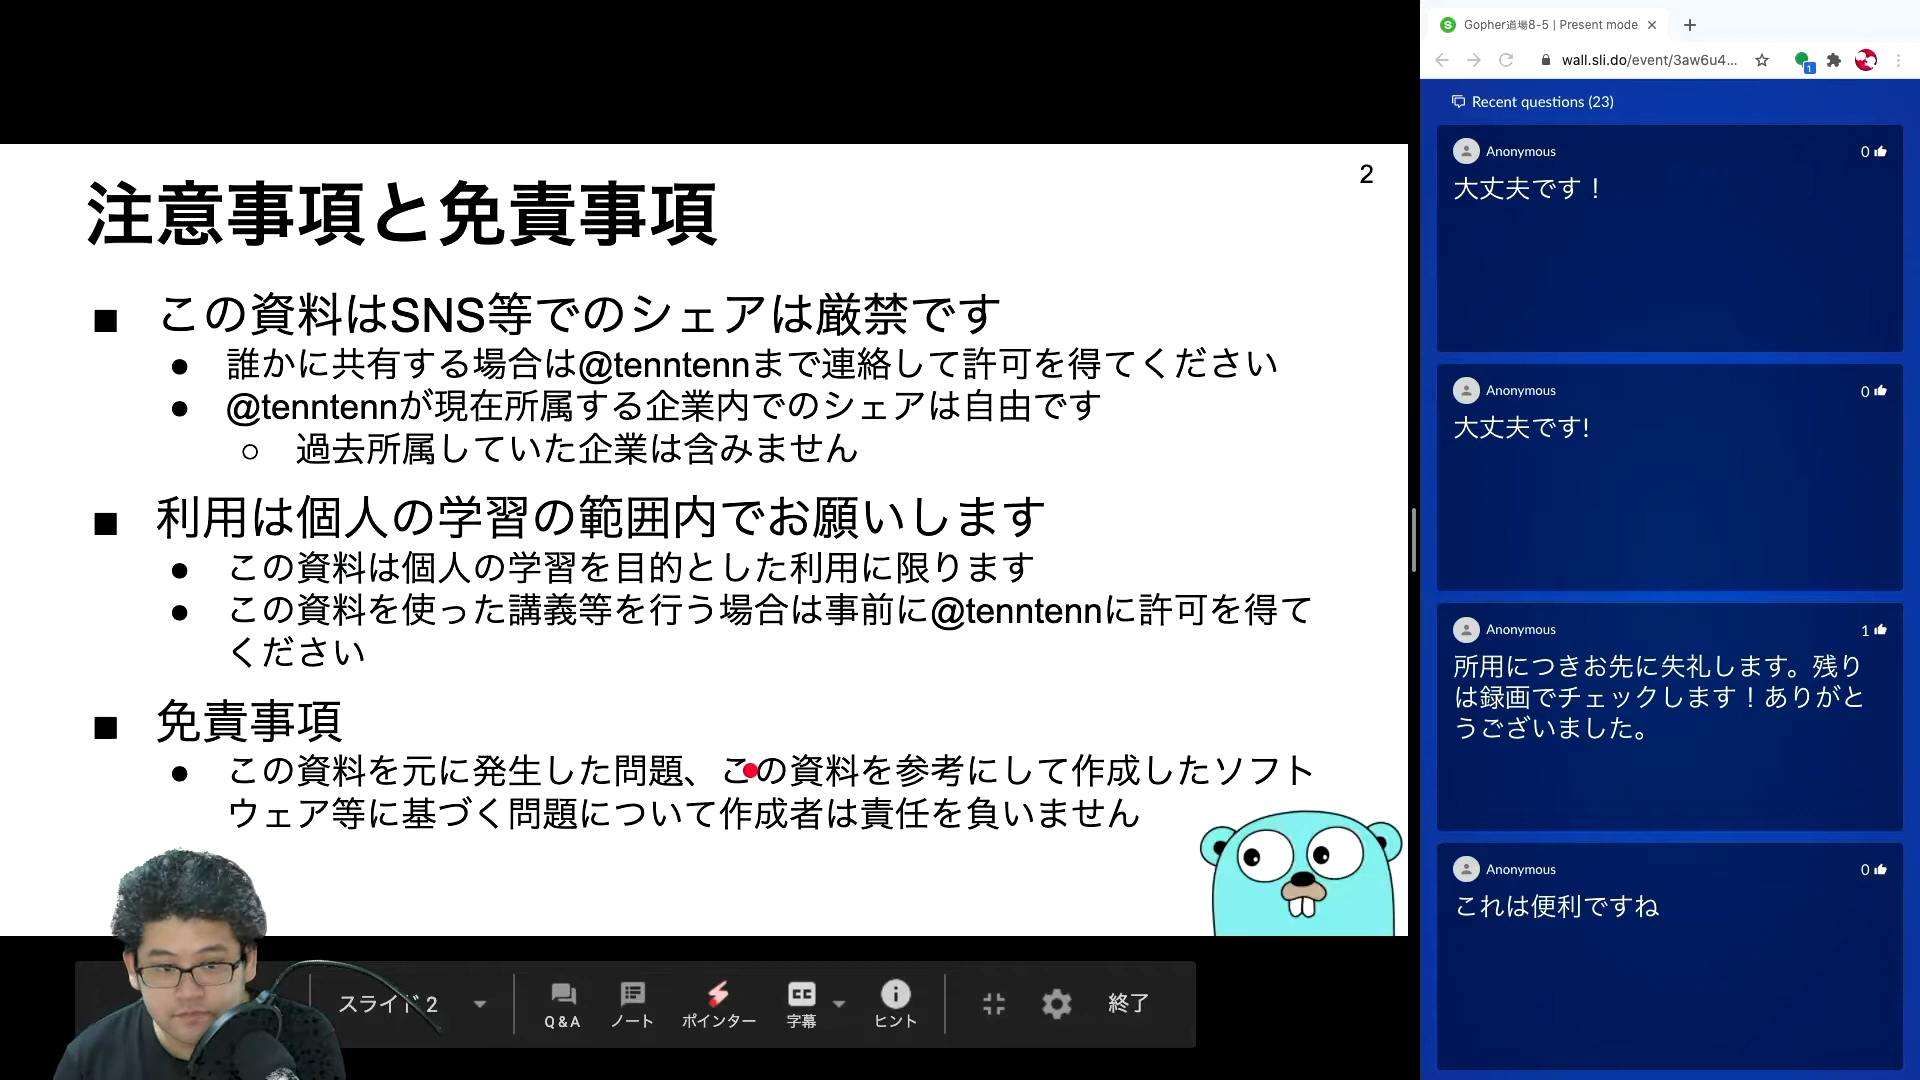 2
注意事項と免責事項
■ この資料はSNS等でのシェアは厳禁です
● 誰かに共有する場合は@tenntennまで連絡して許可を得てください
● @tenntennが現在所属する企業内でのシェアは自由です
○ 過去所属していた企業は含みません
■ 利用は個人の学習の範囲内でお願いします
● この資料は個人の学習を目的とした利用に限ります
● この資料を使った講義等を行う場合は事前に@tenntennに許可を得て
ください
■ 免責事項
● この資料を元に発生した問題、この資料を参考にして作成したソフト
ウェア等に基づく問題について作成者は責任を負いません
スライド 2
Q&A
ノート
ポインター
字幕
ヒント
終了
Gopher道場8-5 | Present mode
wall.sli.do/event/3aw6u4...
1
Recent questions (23)
Anonymous 0
大丈夫です！
Anonymous 0
大丈夫です!
Anonymous 1
所用につきお先に失礼します。残り
は録画でチェックします！ありがと
うございました。
Anonymous 0
これは便利ですね